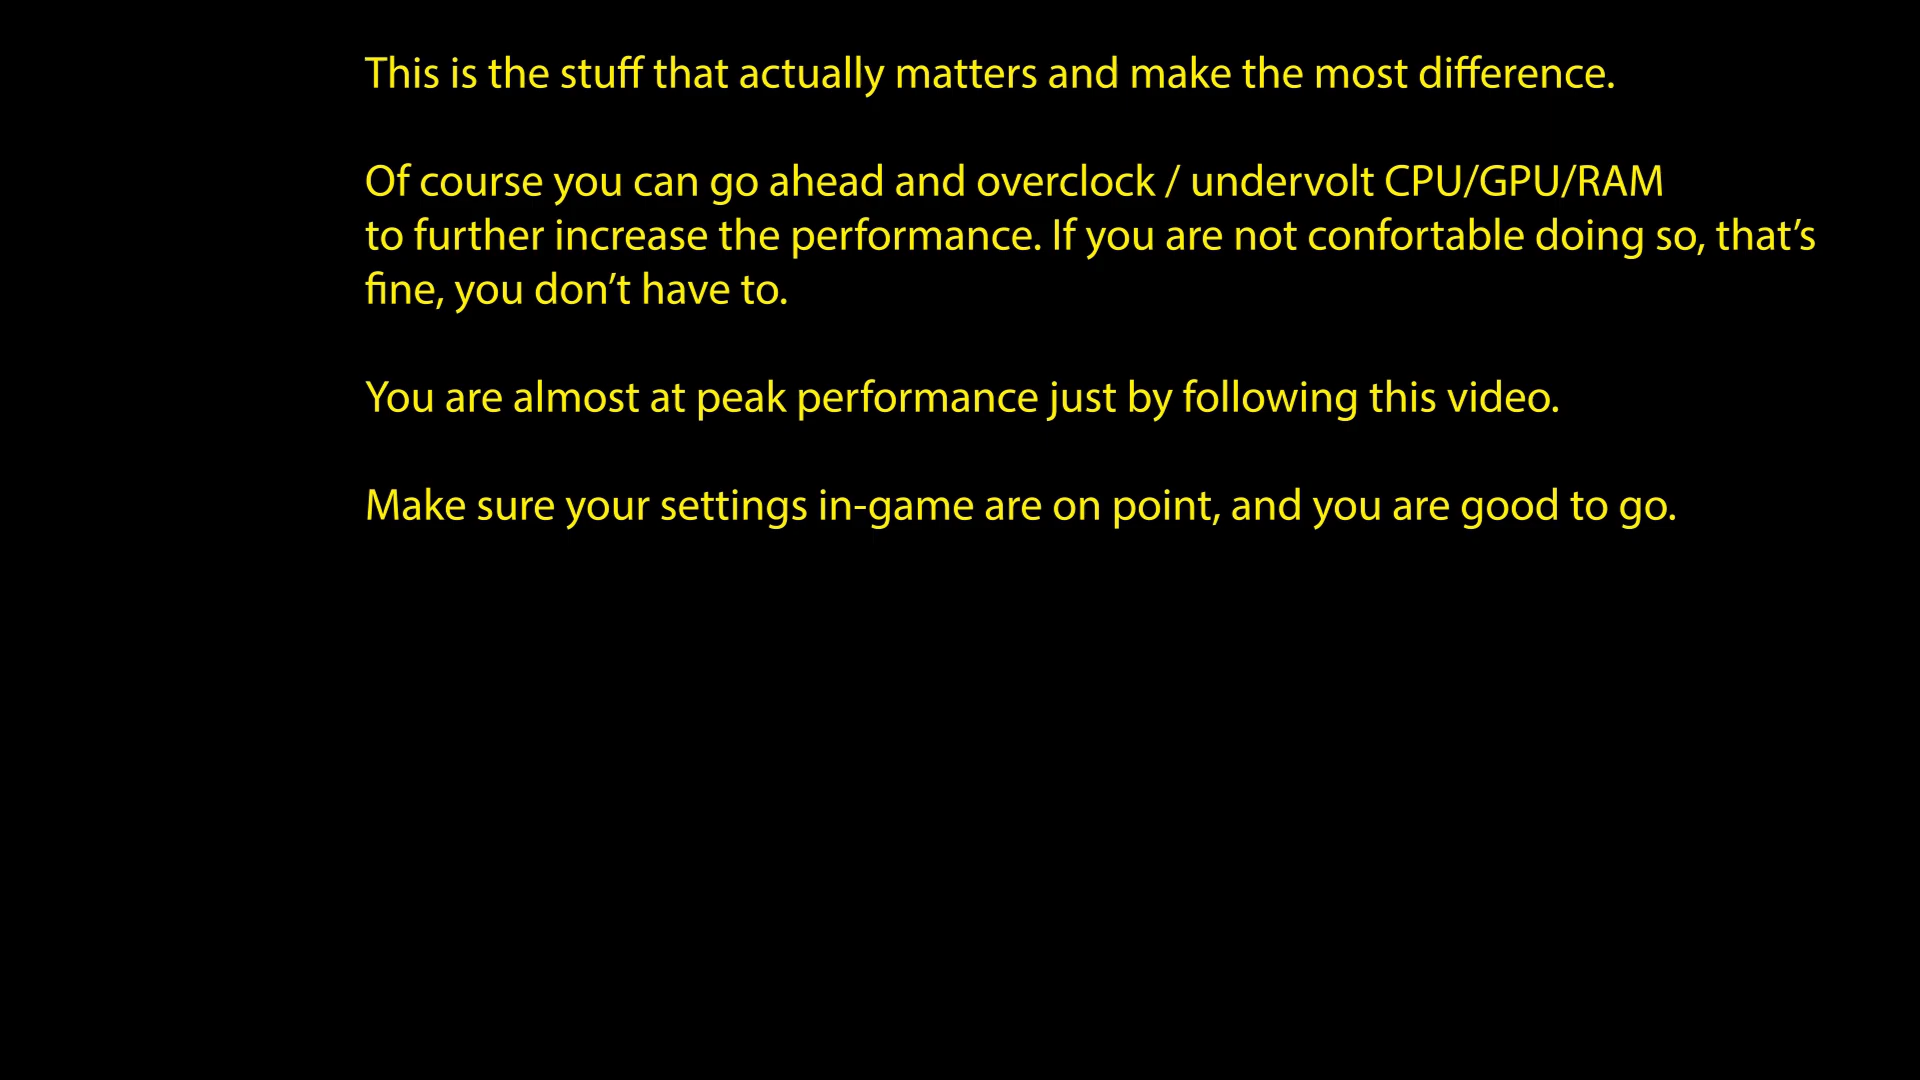 This is the stuff that actually matters and make the most difference.
Of course you can go ahead and overclock / undervolt CPU/GPU/RAM
to further increase the performance. If you are not confortable doing so, that’s
fine, you don’t have to.
You are almost at peak performance just by following this video.
Make sure your settings in-game are on point, and you are good to go.